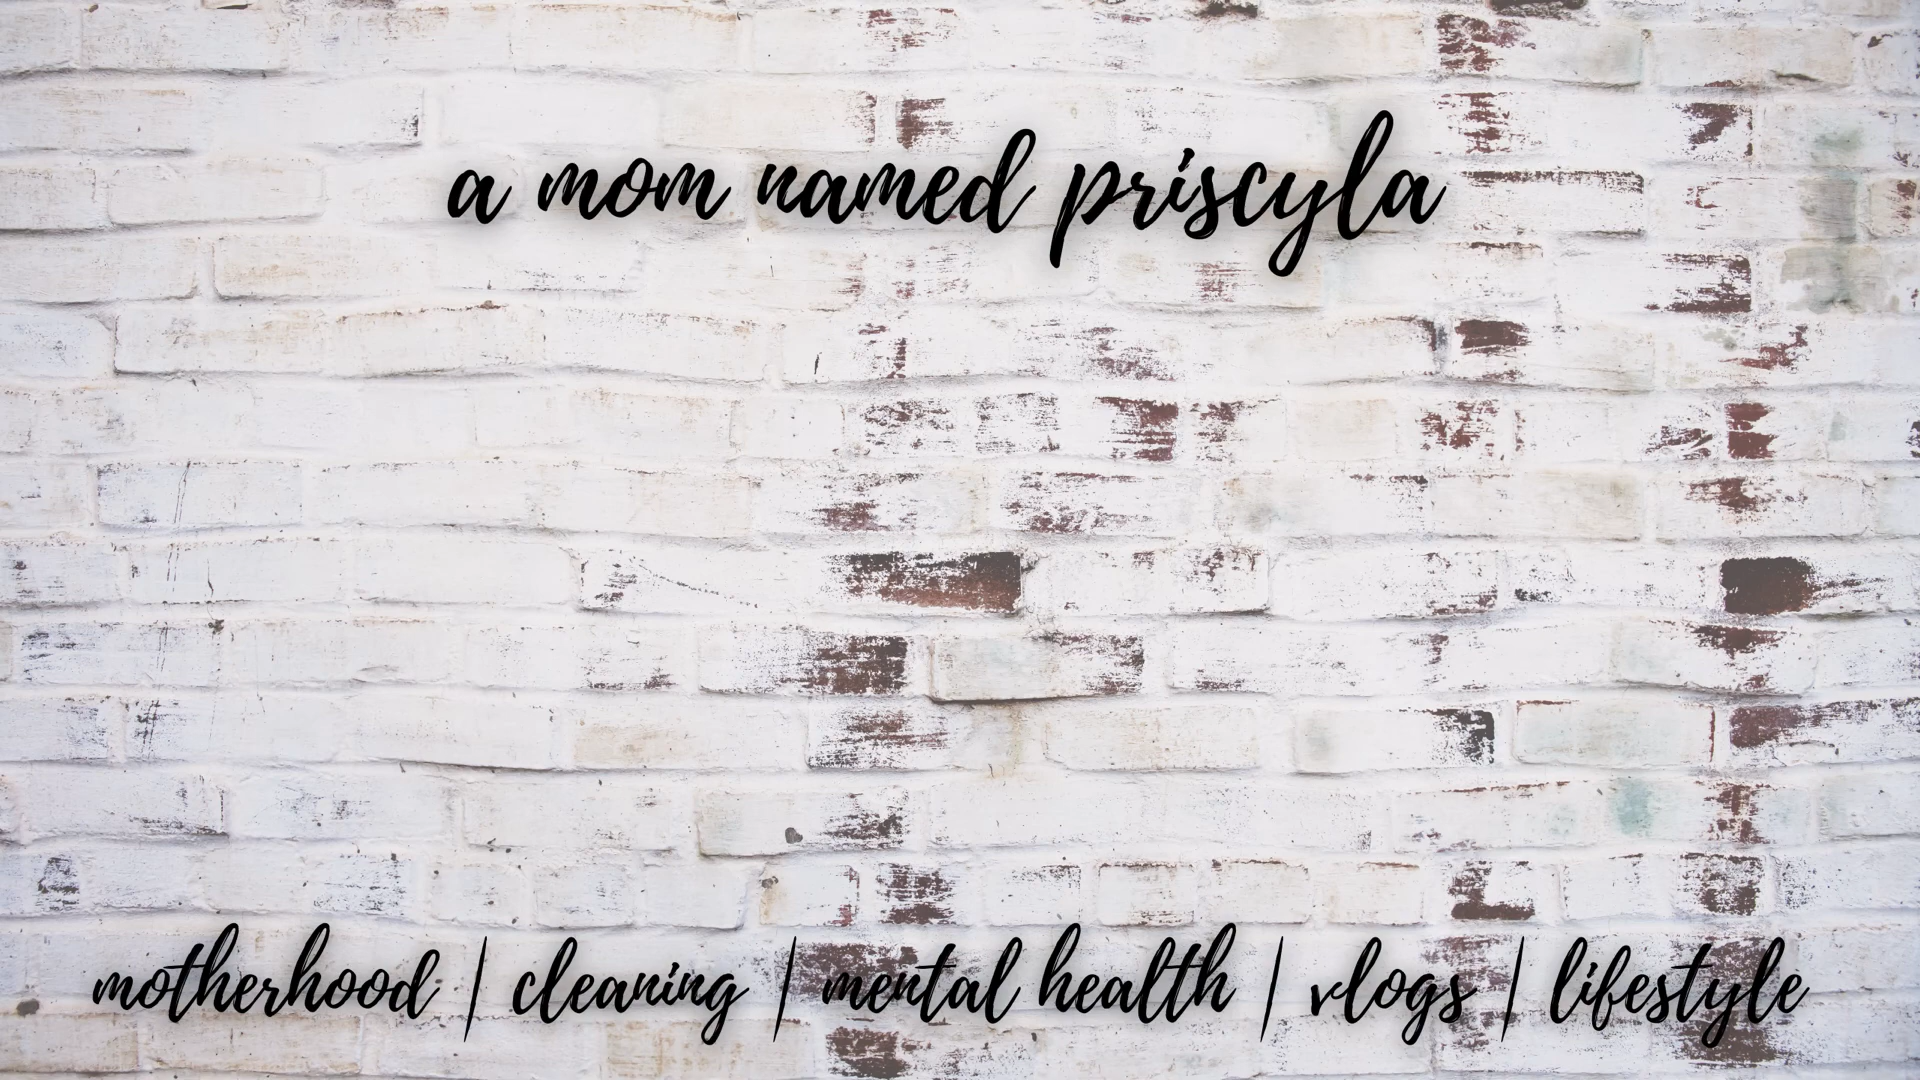 a mom named priscyla
motherhood | cleaning | mental health | vlogs | lifestyle